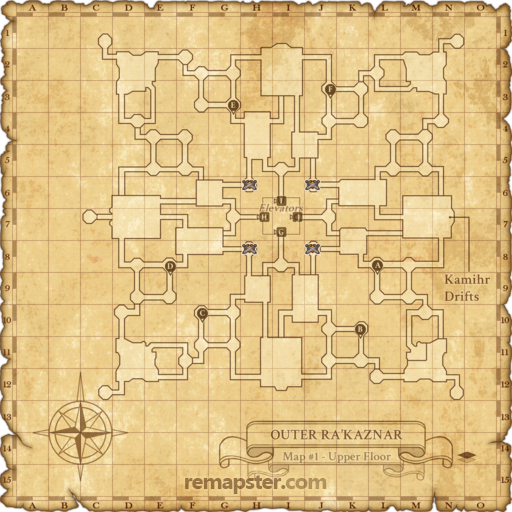 A B C D E F G H I J K L M N O
1
2
3
4
5
6
7
8
9
10
11
12
13
14
15
F
E
I
Elevators
H J
G
D A
Kamihr
Drifts
C
B
OUTER RA'KAZNAR
Map #1 - Upper Floor
remapster.com
A B C D E F G H I J K L M N O